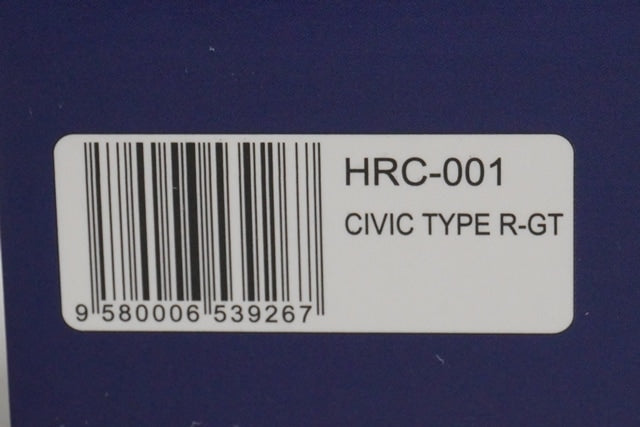 HRC-001
CIVIC TYPE R-GT
9 580006 539267